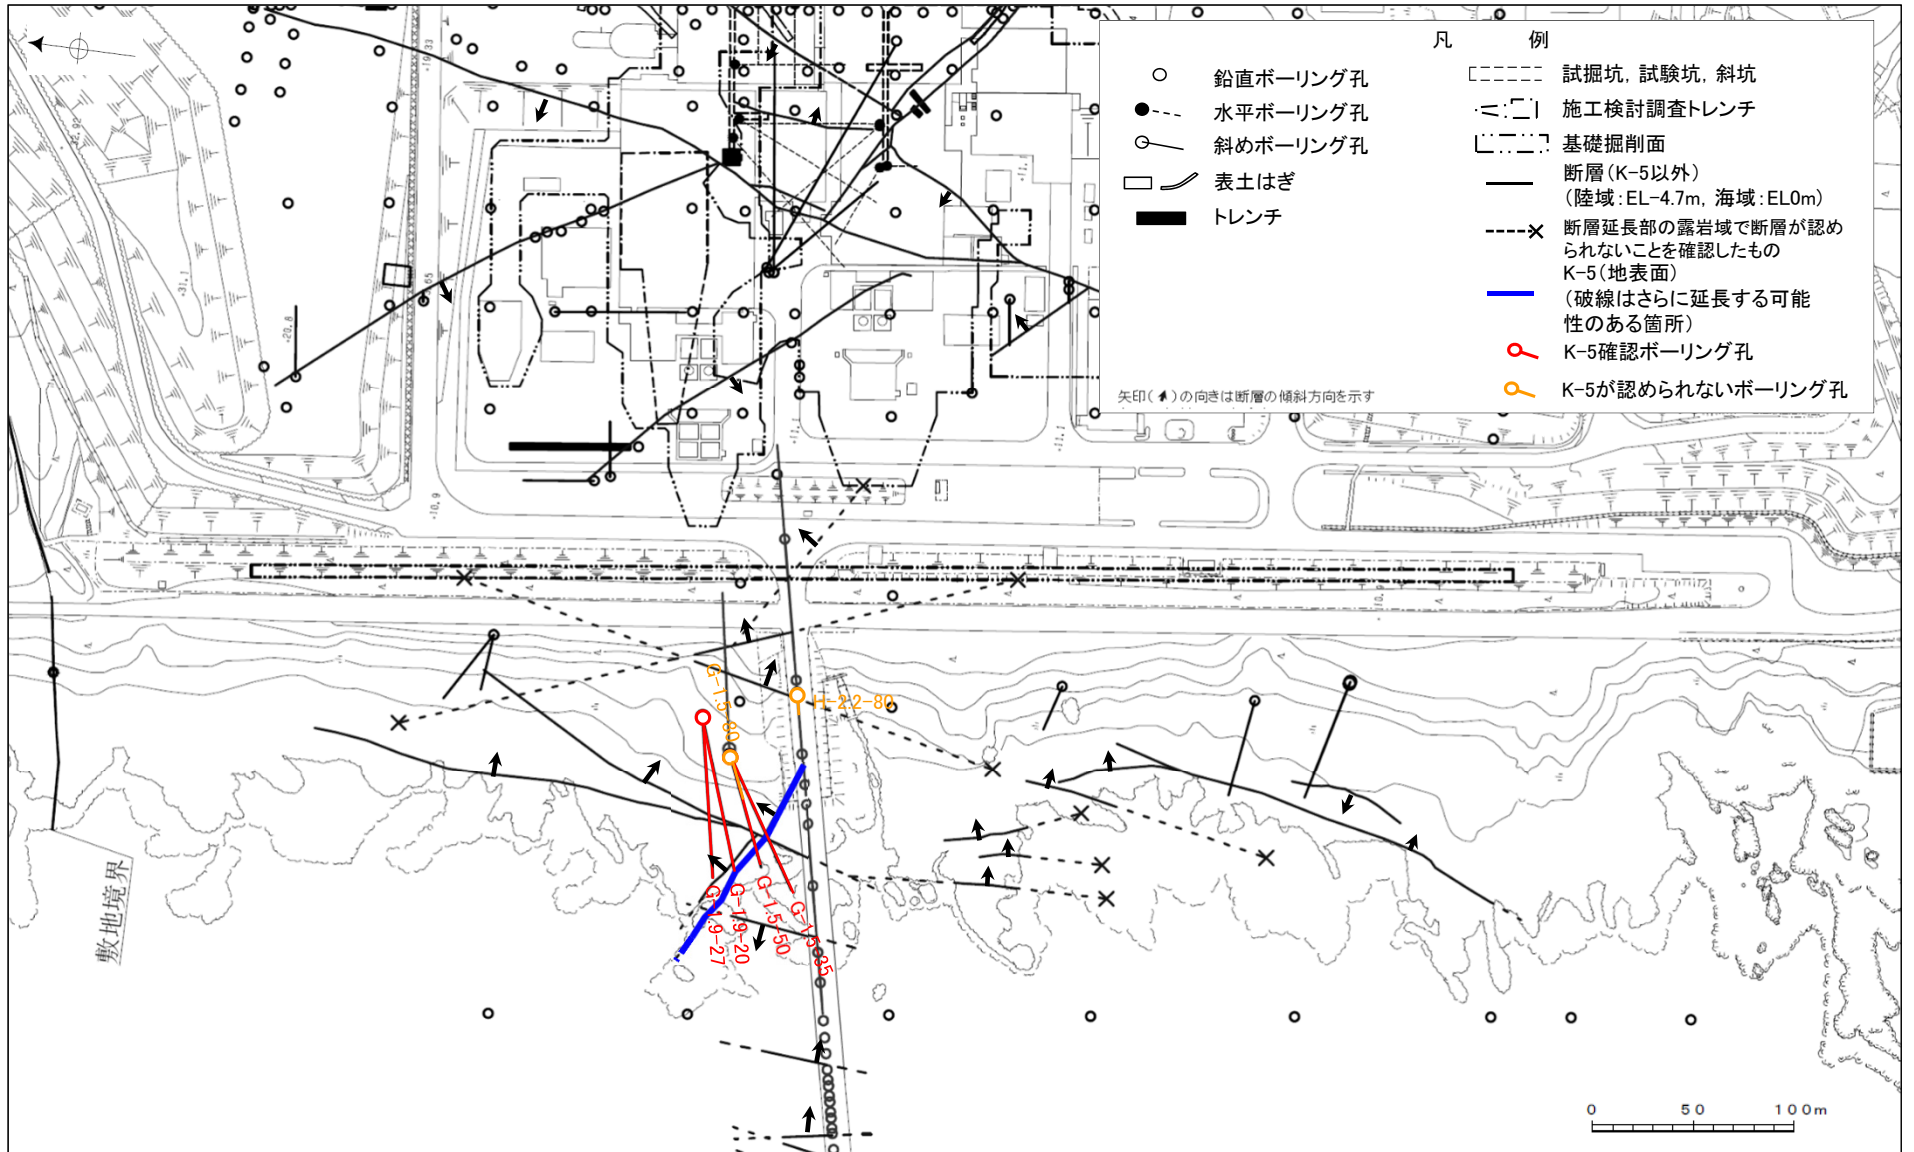 凡 例
鉛直ボーリング孔
水平ボーリング孔
斜めボーリング孔
表土はぎ
トレンチ
試掘坑, 試験坑, 斜坑
施工検討調査トレンチ
基礎掘削面
断層(K-5以外)
(陸域:EL-4.7m, 海域:EL0m)
断層延長部の露岩域で断層が認め
られないことを確認したもの
K-5(地表面)
(破線はさらに延長する可能
性のある箇所)
K-5確認ボーリング孔
K-5が認められないボーリング孔
矢印( )の向きは断層の傾斜方向を示す
-11.1
-11.1
-10.9
-10.9
G-1.5-80
H-2.2-80
G-1.9-27
G-1.9-20
G-1.5-50
G-1.5-35
敷地境界
0 50 100m